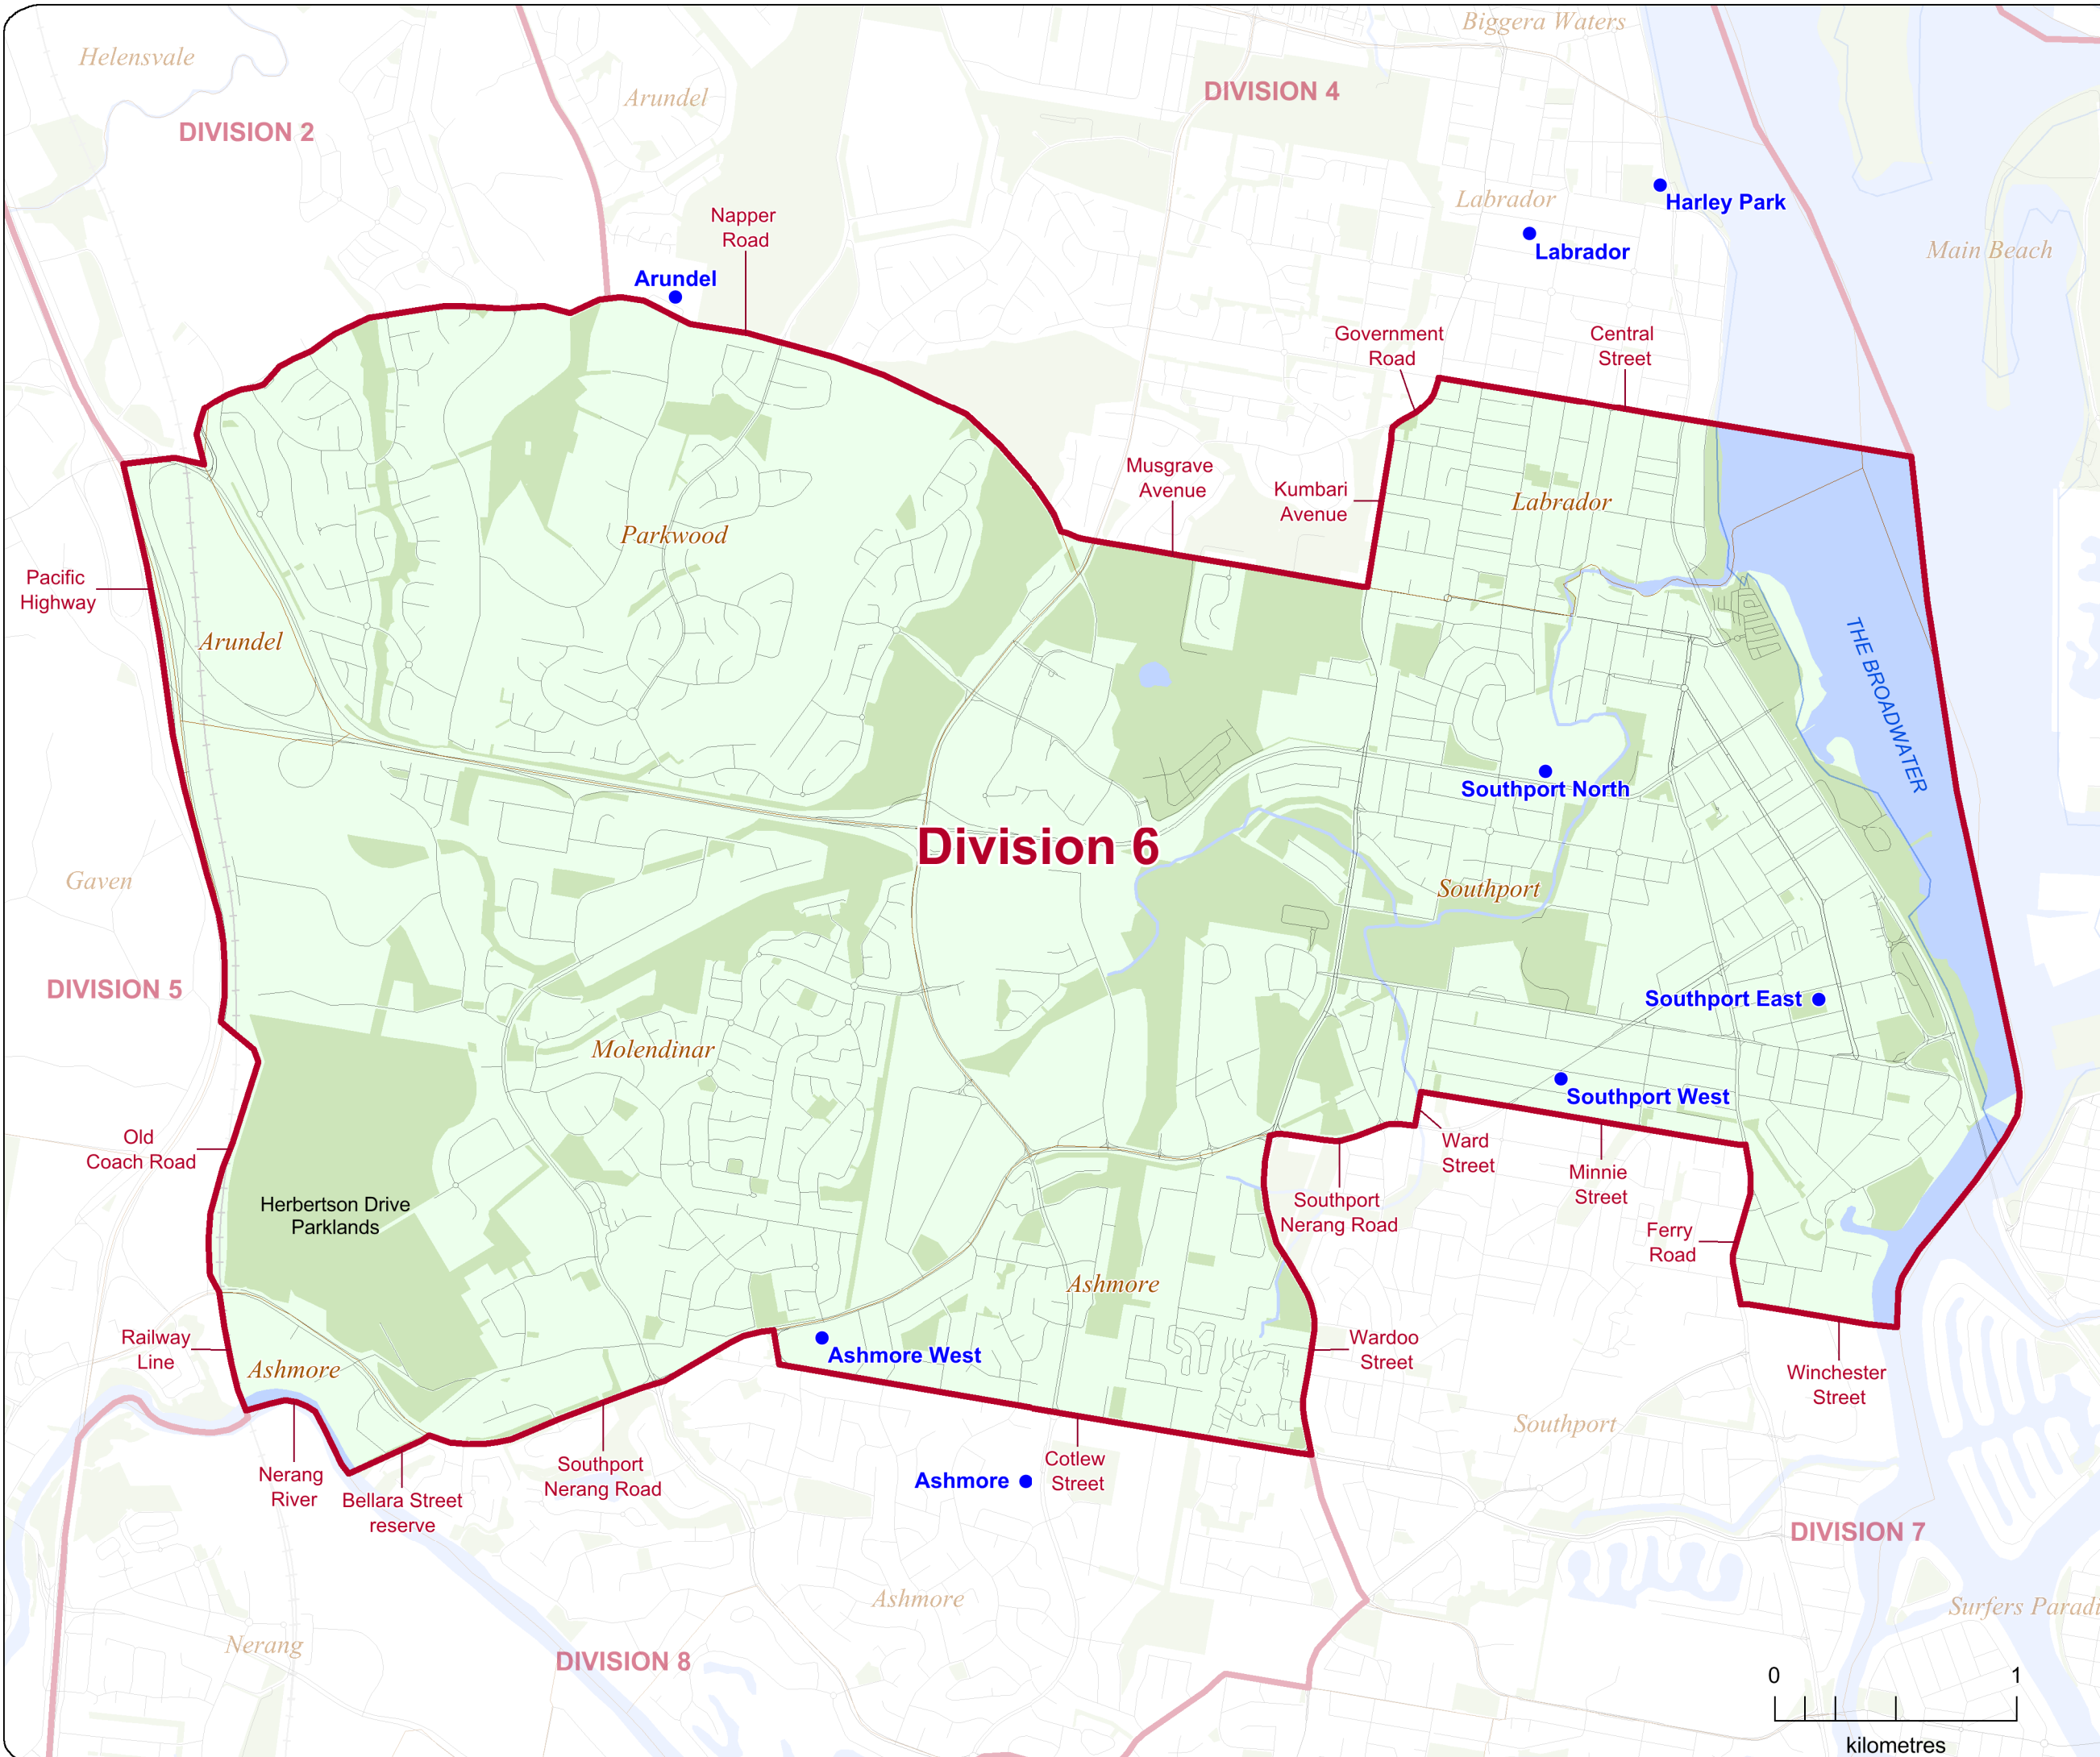 Biggera Waters
Helensvale
DIVISION 4
Arundel
DIVISION 2
Labrador
Harley Park
Napper
Road
Labrador
Main Beach
Arundel
Government
Road
Central
Street
Musgrave
Avenue
Kumbari
Avenue
Labrador
Parkwood
Pacific
Highway
Arundel
THE BROADWATER
Southport North
Division 6
Gaven
Southport
DIVISION 5
Southport East
Molendinar
Southport West
Old
Coach Road
Ward
Street
Minnie
Street
Herbertson Drive
Parklands
Southport
Nerang Road
Ferry
Road
Ashmore
Railway
Line
Ashmore
Ashmore West
Wardoo
Street
Winchester
Street
Southport
Nerang
River
Bellara Street
reserve
Southport
Nerang Road
Ashmore
Cotlew
Street
DIVISION 7
Ashmore
Surfers Paradi
Nerang
DIVISION 8
0 1
kilometres